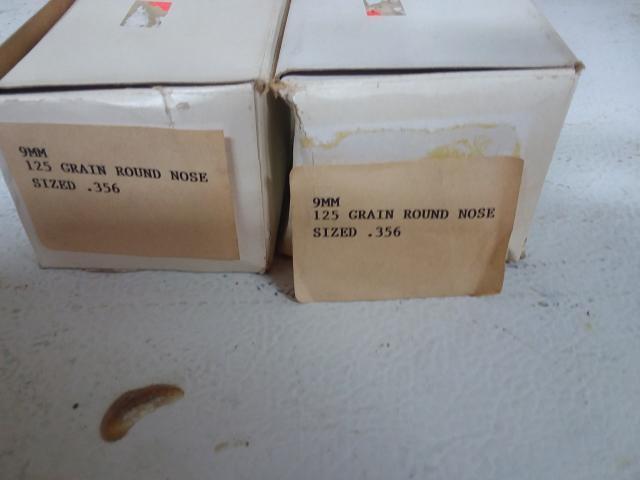 9MM
125 GRAIN ROUND NOSE
SIZED .356
9MM
125 GRAIN ROUND NOSE
SIZED .356